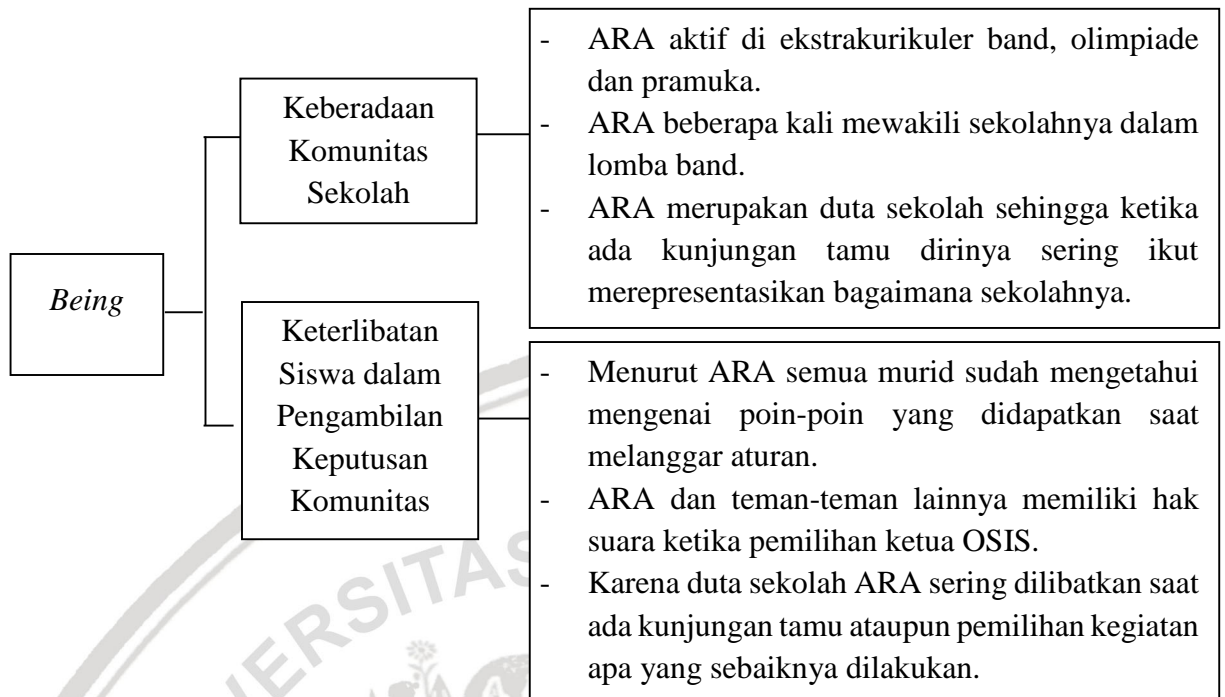 Being
Keberadaan
Komunitas
Sekolah
- ARA aktif di ekstrakurikuler band, olimpiade
dan pramuka.
- ARA beberapa kali mewakili sekolahnya dalam
lomba band.
- ARA merupakan duta sekolah sehingga ketika
ada kunjungan tamu dirinya sering ikut
merepresentasikan bagaimana sekolahnya.
Keterlibatan
Siswa dalam
Pengambilan
Keputusan
Komunitas
- Menurut ARA semua murid sudah mengetahui
mengenai poin-poin yang didapatkan saat
melanggar aturan.
- ARA dan teman-teman lainnya memiliki hak
suara ketika pemilihan ketua OSIS.
- Karena duta sekolah ARA sering dilibatkan saat
ada kunjungan tamu ataupun pemilihan kegiatan
apa yang sebaiknya dilakukan.